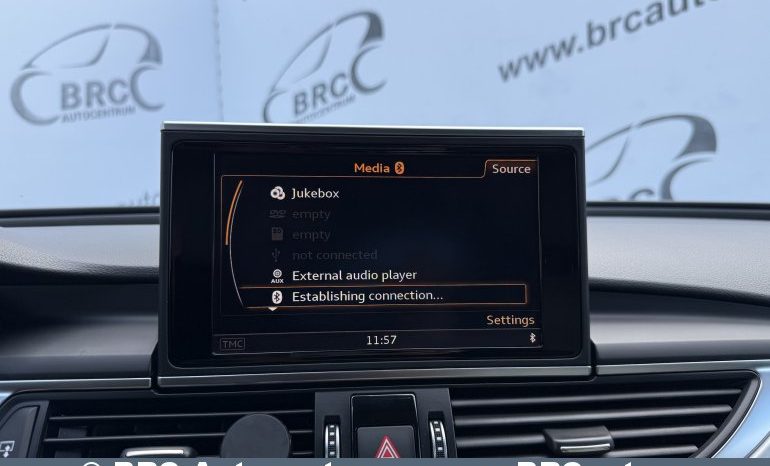 BRC
AUTOCENTRUM
BRC
AUTOCENTRUM
www.brcauto
Media
Source
Jukebox
empty
empty
not connected
AUX
External audio player
Establishing connection...
Settings
TMC
11:57